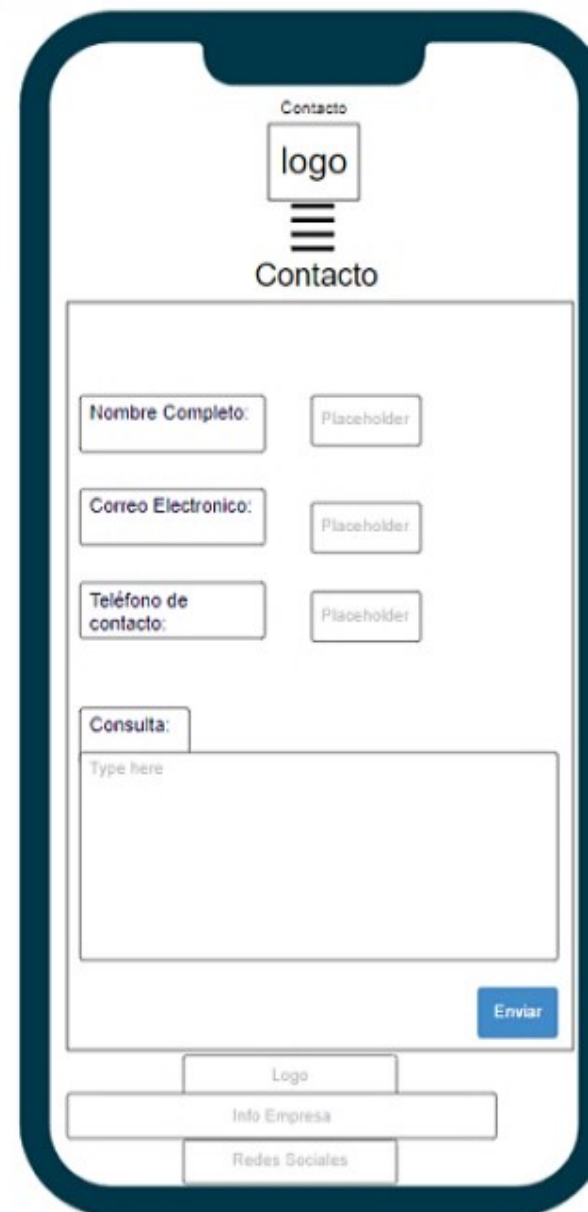 Contacto
logo
Contacto
Nombre Completo:
Placeholder
Correo Electronico:
Placeholder
Teléfono de
contacto:
Placeholder
Consulta:
Type here
Enviar
Logo
Info Empresa
Redes Sociales